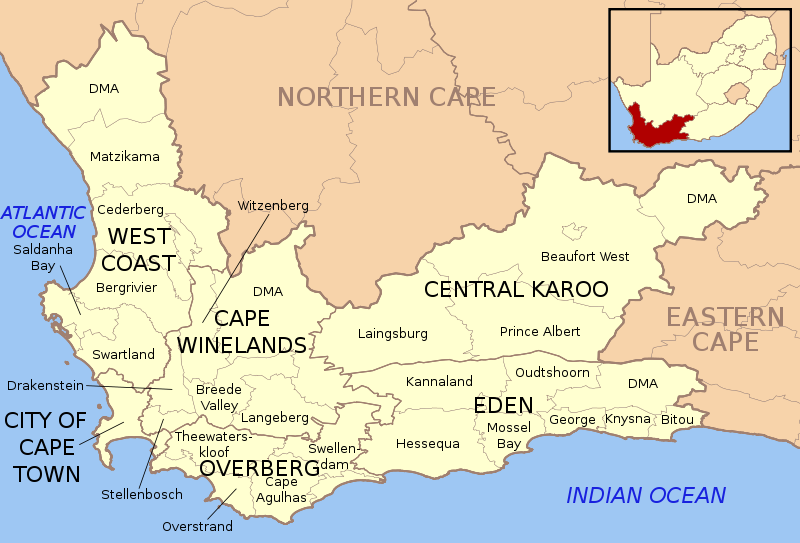 DMA
NORTHERN CAPE
Matzikama
Witzenberg
DMA
ATLANTIC
OCEAN
Cederberg
WEST
COAST
Saldanha
Bay
Bergrivier
Beaufort West
DMA
CENTRAL KAROO
CAPE
WINELANDS
EASTERN
CAPE
Laingsburg
Prince Albert
Swartland
Drakenstein
Breede
Valley
Langeberg
Kannaland
Oudtshoorn
DMA
EDEN
CITY OF
CAPE
TOWN
Theewaters-
kloof
OVERBERG
Swellen-
dam
Hessequa
Mossel
Bay
George
Knysna
Bitou
Stellenbosch
Cape
Agulhas
Overstrand
INDIAN OCEAN